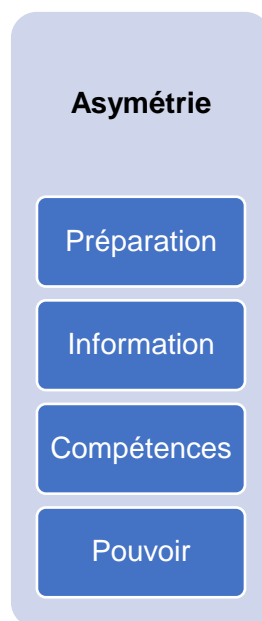 Asymétrie
Préparation
Information
Compétences
Pouvoir